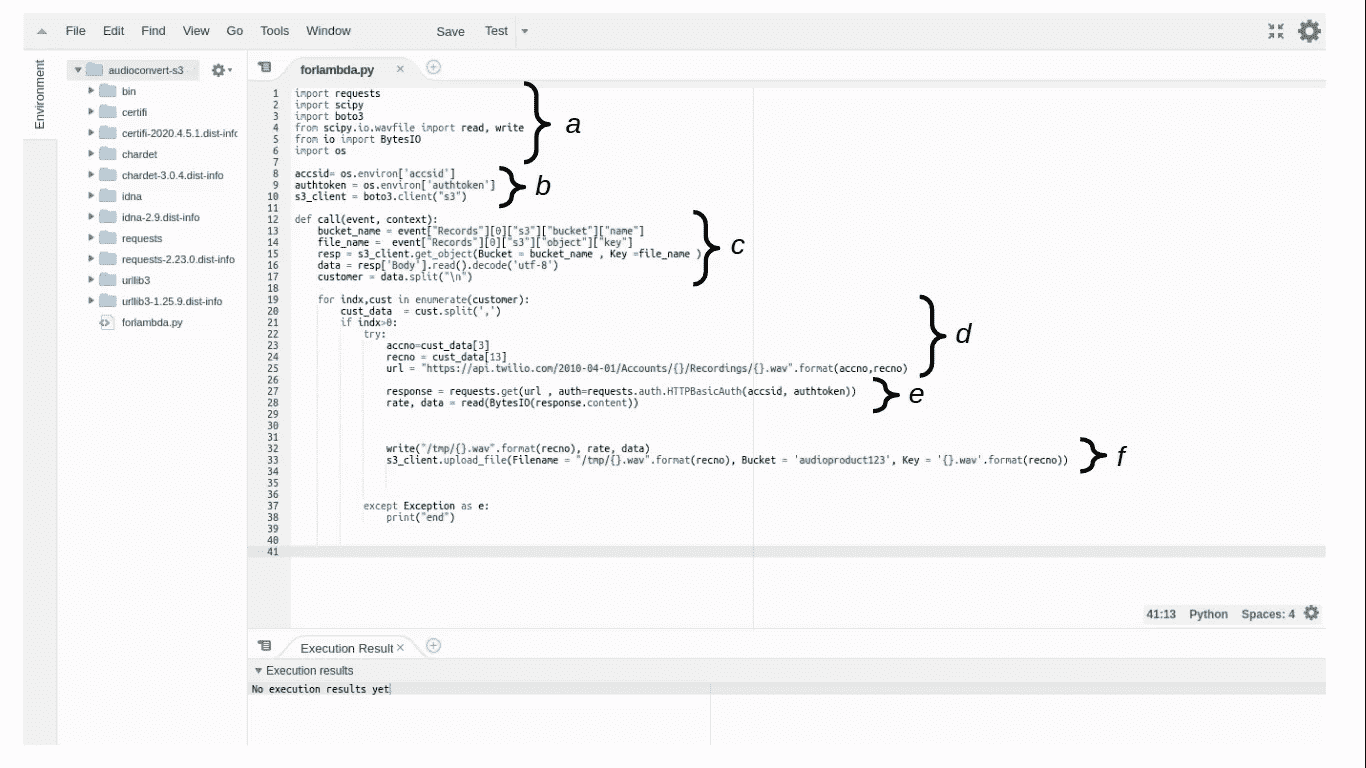 File Edit Find View Go Tools Window Save Test
Environment
audioconvert-s3
bin
certifi
certifi-2020.4.5.1.dist-info
chardet
chardet-3.0.4.dist-info
idna
idna-2.9.dist-info
requests
requests-2.23.0.dist-info
urllib3
urllib3-1.25.9.dist-info
forlambda.py
forlambda.py
1 import requests
2 import scipy
3 import boto3
4 from scipy.io.wavfile import read, write
5 from io import BytesIO
6 import os
a
7
8 accsid= os.environ['accsid']
9 authtoken = os.environ['authtoken']
10 s3_client = boto3.client("s3")
b
11
12 def call(event, context):
13 bucket_name = event["Records"][0]["s3"]["bucket"]["name"]
14 file_name =  event["Records"][0]["s3"]["object"]["key"]
15 resp = s3_client.get_object(Bucket = bucket_name , Key =file_name )
16 data = resp['Body'].read().decode('utf-8')
17 customer = data.split("\n")
c
18
19 for indx,cust in enumerate(customer):
20 cust_data  = cust.split(',')
21 if indx>0:
22 try:
23 accno=cust_data[3]
24 recno = cust_data[13]
25 url = "https://api.twilio.com/2010-04-01/Accounts/{}/Recordings/{}.wav".format(accno,recno)
d
26
27 response = requests.get(url , auth=requests.auth.HTTPBasicAuth(accsid, authtoken))
28 rate, data = read(BytesIO(response.content))
e
29
30
31
32 write("/tmp/{}.wav".format(recno), rate, data)
33 s3_client.upload_file(Filename = "/tmp/{}.wav".format(recno), Bucket = 'audioproduct123', Key = '{}.wav'.format(recno))
f
34
35
36
37 except Exception as e:
38 print("end")
39
40
41
41:13 Python Spaces: 4
Execution Result
Execution results
No execution results yet